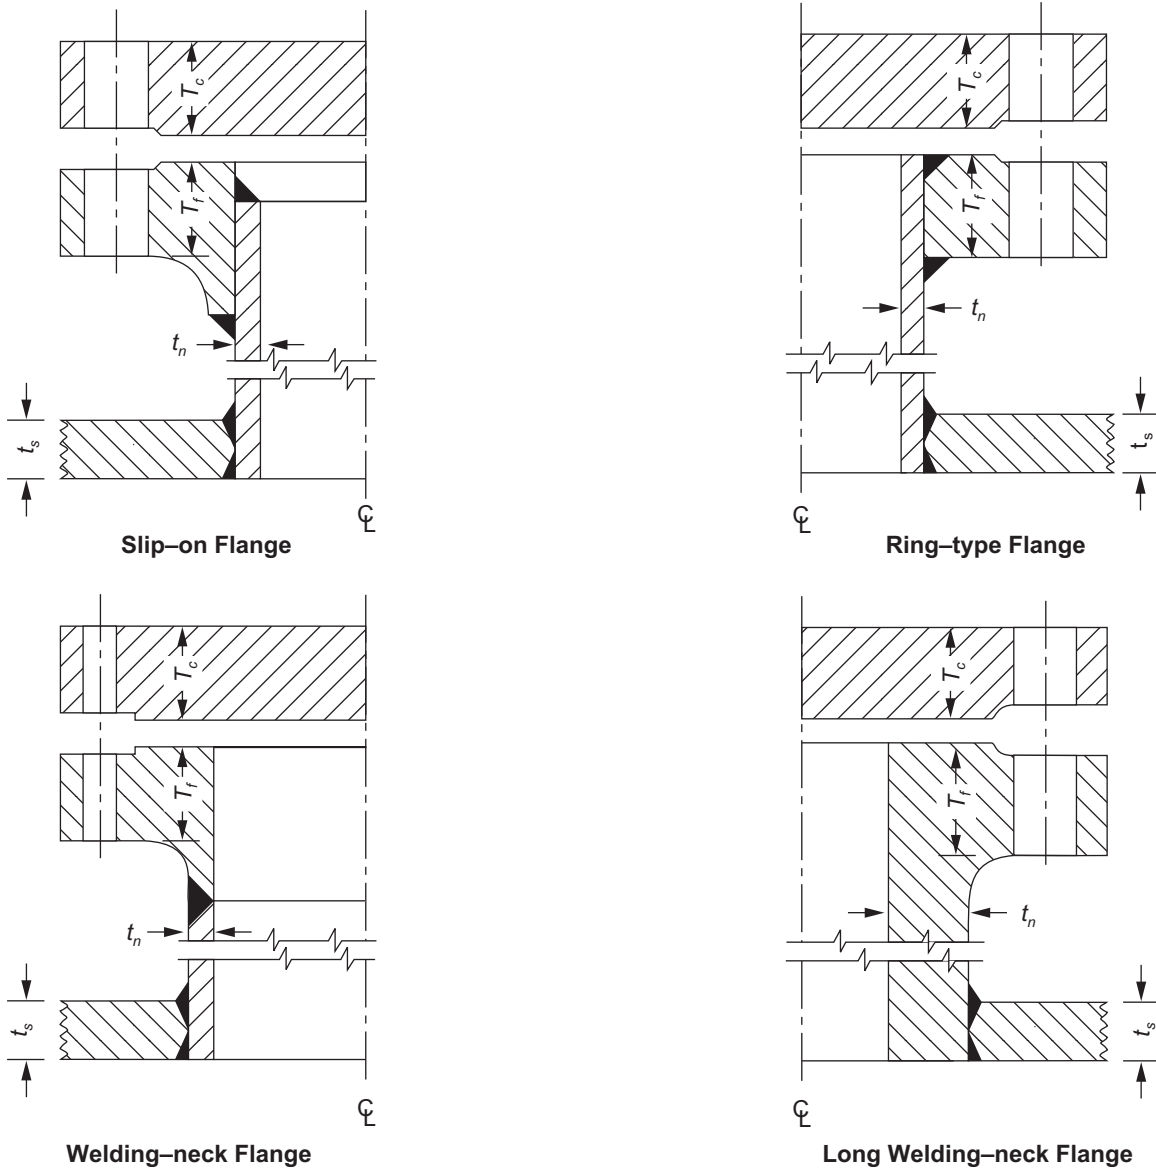 T_c
T_f
t_n
t_s
℄
Slip–on Flange
T_c
T_f
t_n
t_s
℄
Ring–type Flange
T_c
T_f
t_n
t_s
℄
Welding–neck Flange
T_c
T_f
t_n
t_s
℄
Long Welding–neck Flange